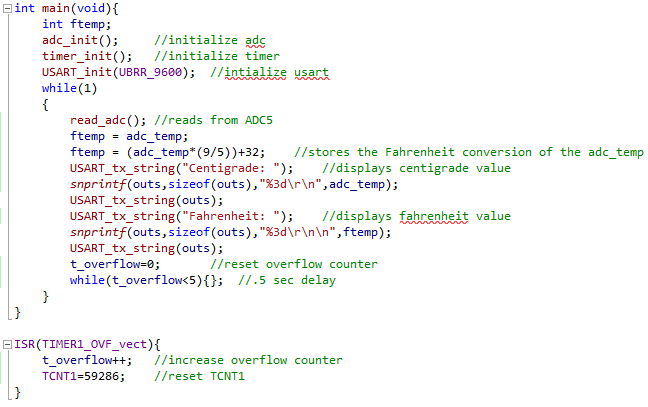 int main(void){
int ftemp;
adc_init(); //initialize adc
timer_init(); //initialize timer
USART_init(UBRR_9600); //intialize usart
while(1)
{
read_adc(); //reads from ADC5
ftemp = adc_temp;
ftemp = (adc_temp*(9/5))+32; //stores the Fahrenheit conversion of the adc_temp
USART_tx_string("Centigrade: "); //displays centigrade value
snprintf(outs,sizeof(outs),"%3d\r\n",adc_temp);
USART_tx_string(outs);
USART_tx_string("Fahrenheit: "); //displays fahrenheit value
snprintf(outs,sizeof(outs),"%3d\r\n\n",ftemp);
USART_tx_string(outs);
t_overflow=0; //reset overflow counter
while(t_overflow<5){}; //.5 sec delay
}
}
ISR(TIMER1_OVF_vect){
t_overflow++; //increase overflow counter
TCNT1=59286; //reset TCNT1
}